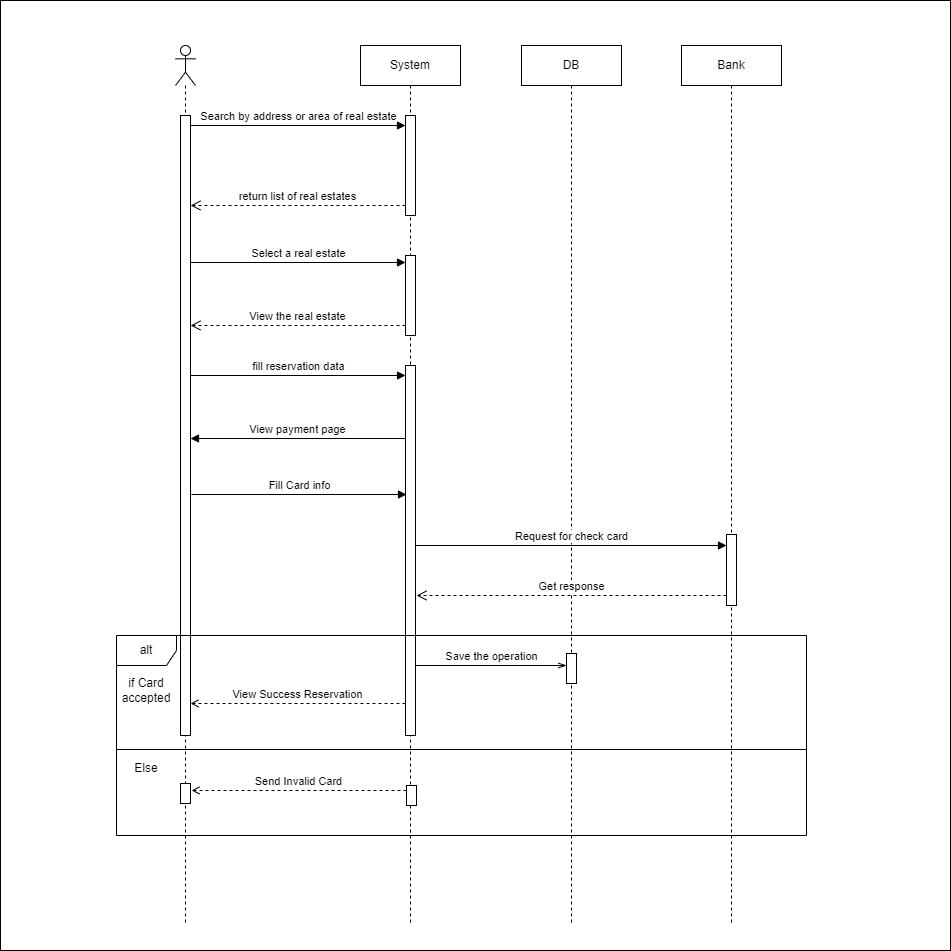 System
DB
Bank
Search by address or area of real estate
return list of real estates
Select a real estate
View the real estate
fill reservation data
View payment page
Fill Card info
Request for check card
Get response
alt
Save the operation
if Card
accepted
View Success Reservation
Else
Send Invalid Card